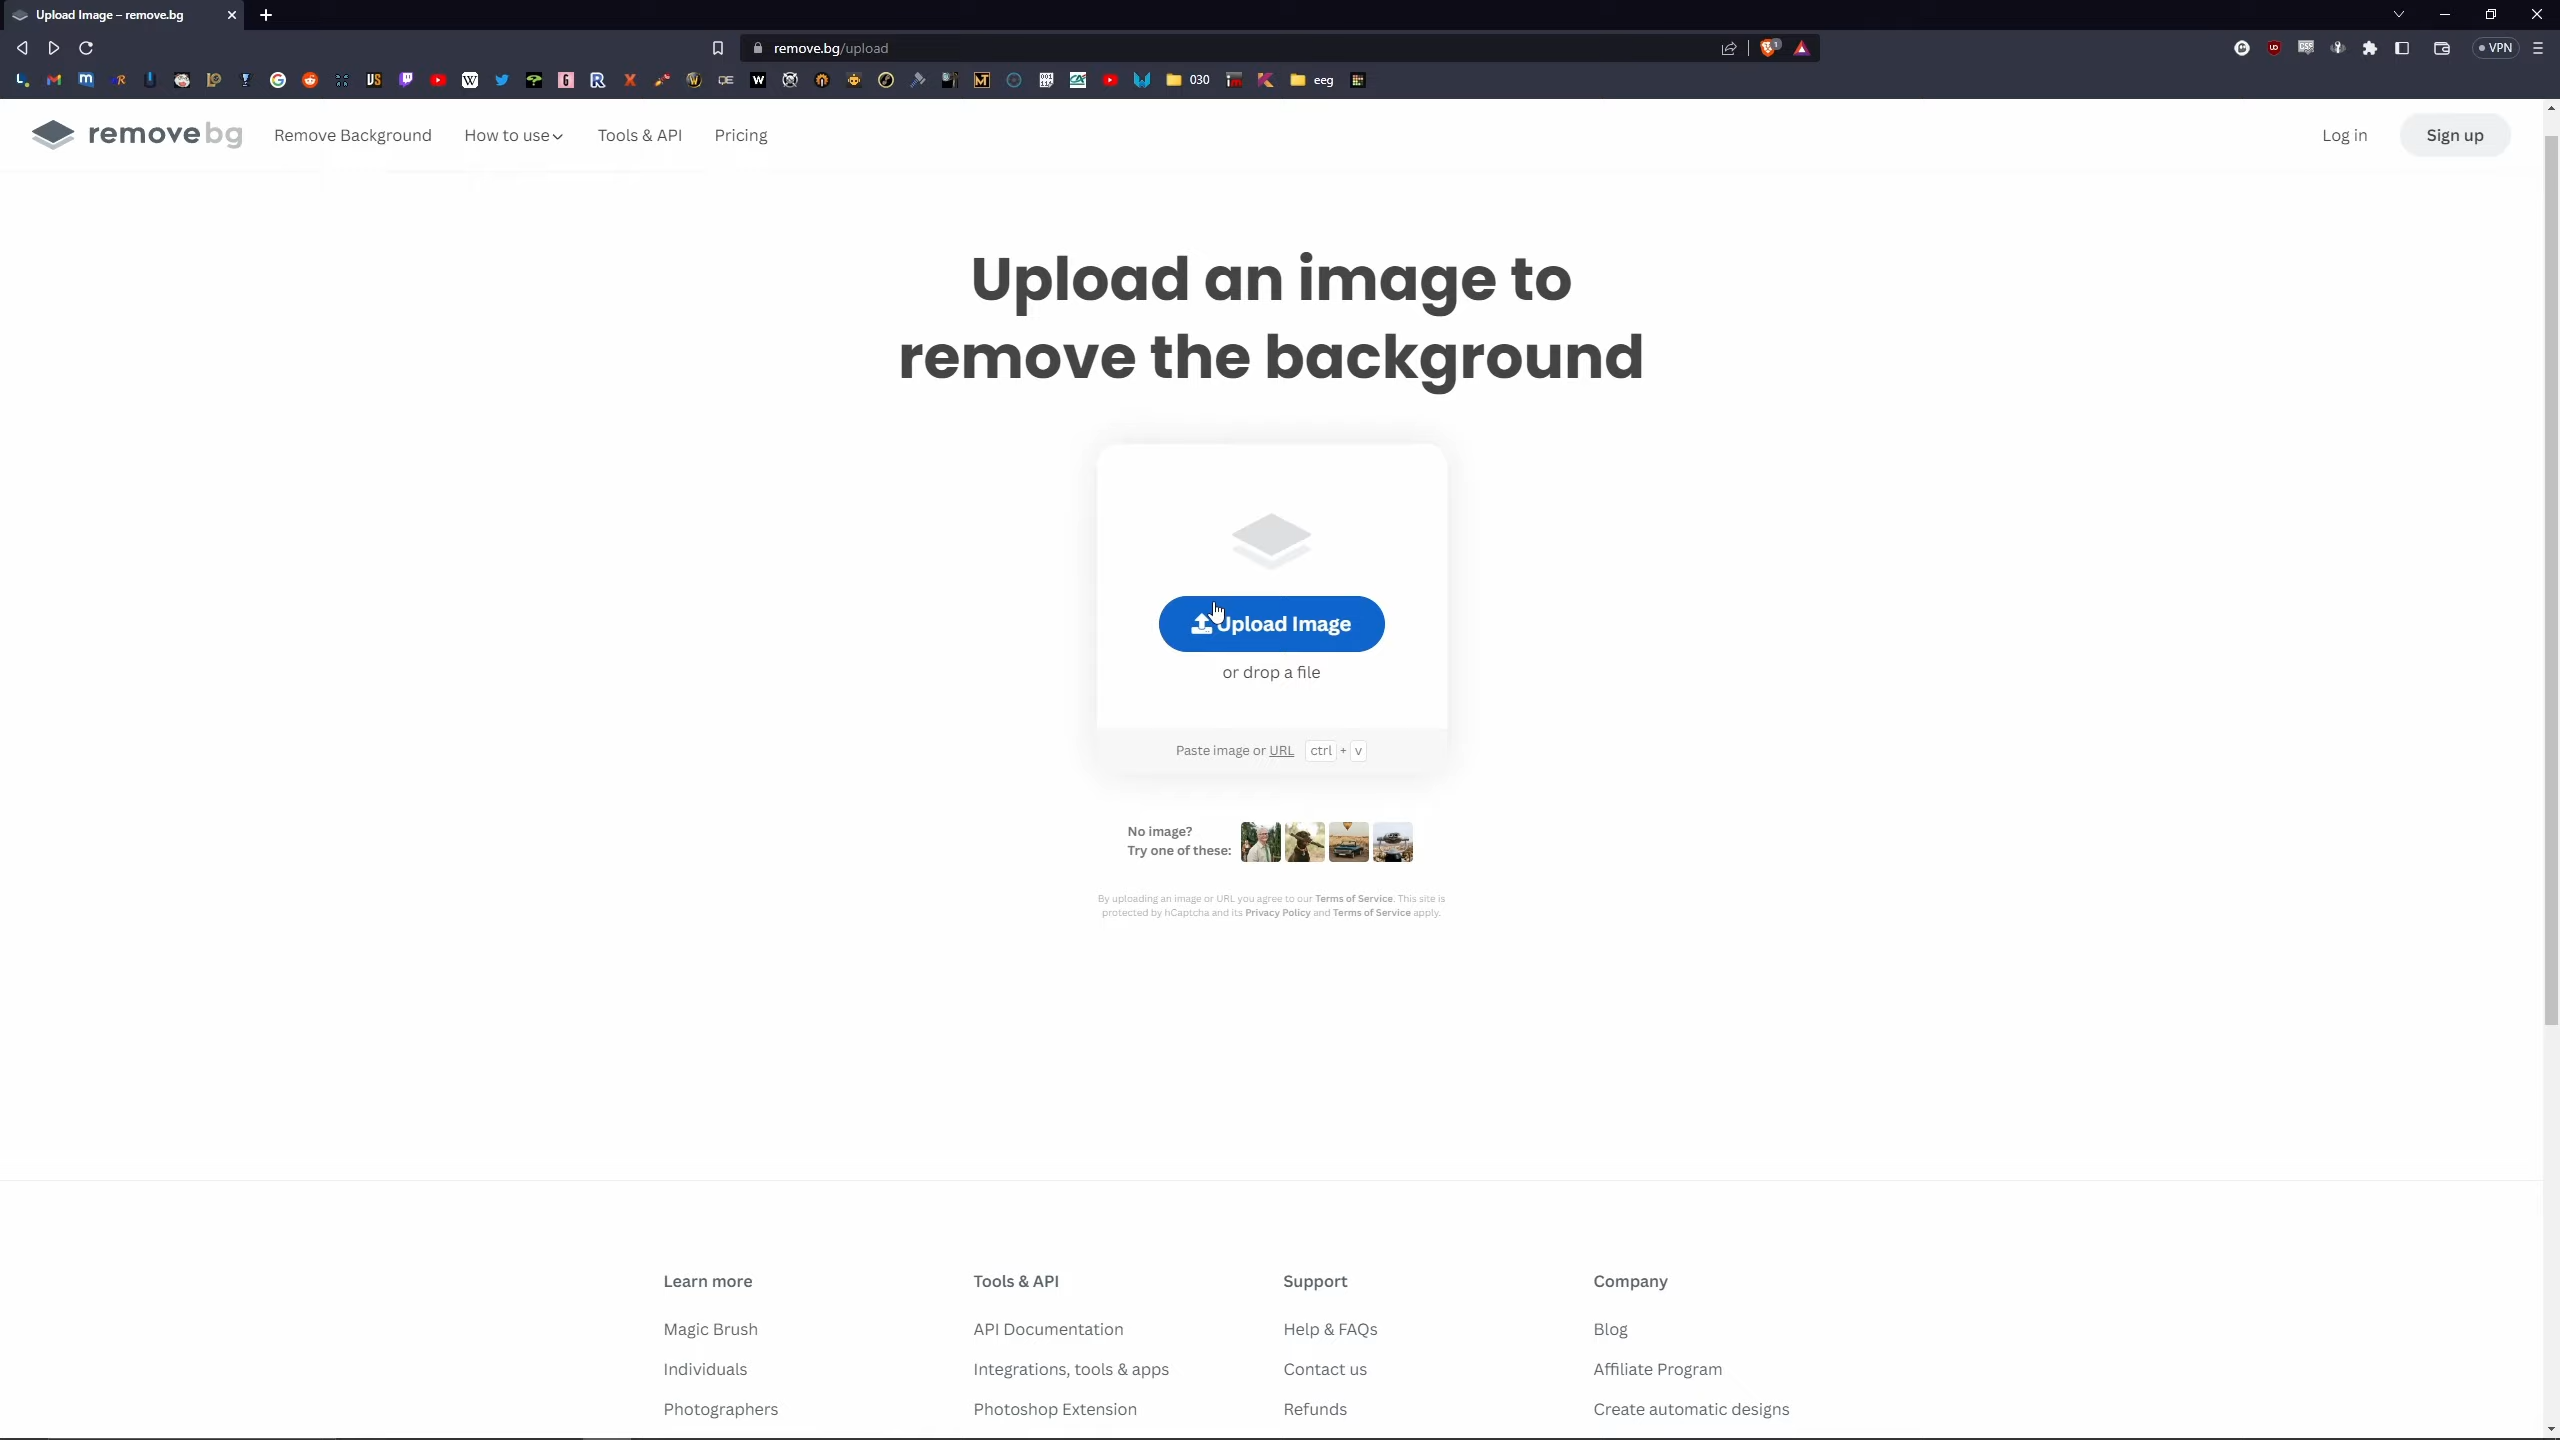 Upload Image – remove.bg
remove.bg/upload
VPN
030
eeg
remove bg
Remove Background
How to use
Tools & API
Pricing
Log in
Sign up
Upload an image to
remove the background
Upload Image
or drop a file
Paste image or URL ctrl + v
No image?
Try one of these:
By uploading an image or URL you agree to our Terms of Service. This site is
protected by hCaptcha and its Privacy Policy and Terms of Service apply.
Learn more
Tools & API
Support
Company
Magic Brush
API Documentation
Help & FAQs
Blog
Individuals
Integrations, tools & apps
Contact us
Affiliate Program
Photographers
Photoshop Extension
Refunds
Create automatic designs